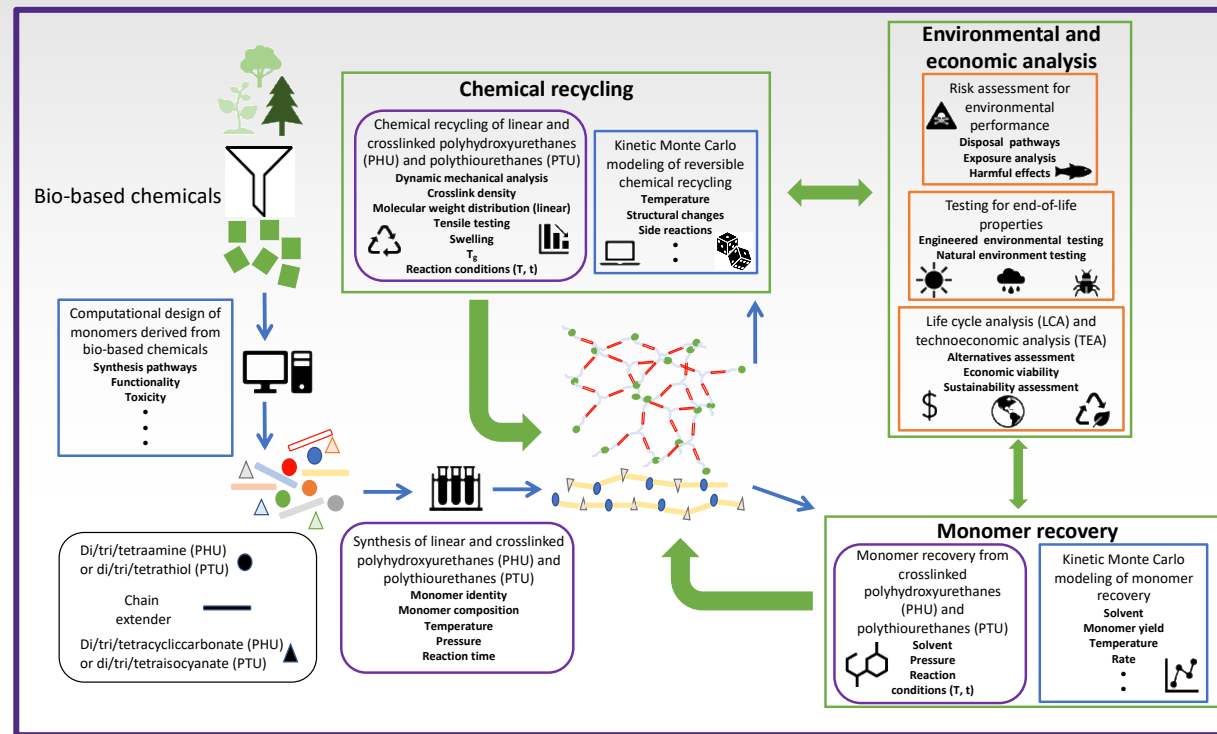 Bio-based chemicals
Computational design of
monomers derived from
bio-based chemicals
Synthesis pathways
Functionality
Toxicity
Di/tri/tetraamine (PHU)
or di/tri/tetrathiol (PTU)
Chain
extender
Di/tri/tetracycliccarbonate (PHU)
or di/tri/tetraisocyanate (PTU)
Synthesis of linear and crosslinked
polyhydroxyurethanes (PHU) and
polythiourethanes (PTU)
Monomer identity
Monomer composition
Temperature
Pressure
Reaction time
Chemical recycling
Chemical recycling of linear and
crosslinked polyhydroxyurethanes
(PHU) and polythiourethanes (PTU)
Dynamic mechanical analysis
Crosslink density
Molecular weight distribution (linear)
Tensile testing
Swelling
Tg
Reaction conditions (T, t)
Kinetic Monte Carlo
modeling of reversible
chemical recycling
Temperature
Structural changes
Side reactions
Environmental and
economic analysis
Risk assessment for
environmental
performance
Disposal pathways
Exposure analysis
Harmful effects
Testing for end-of-life
properties
Engineered environmental testing
Natural environment testing
Life cycle analysis (LCA) and
technoeconomic analysis (TEA)
Alternatives assessment
Economic viability
Sustainability assessment
$
Monomer recovery
Monomer recovery from
crosslinked
polyhydroxyurethanes
(PHU) and
polythiourethanes (PTU)
Solvent
Pressure
Reaction
conditions (T, t)
Kinetic Monte Carlo
modeling of monomer
recovery
Solvent
Monomer yield
Temperature
Rate